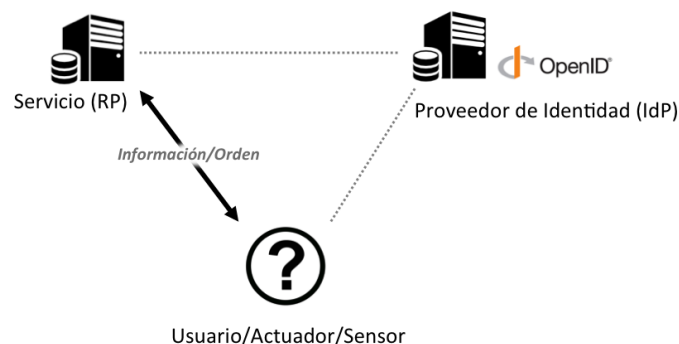 OpenID®
Servicio (RP)
Proveedor de Identidad (IdP)
Información/Orden
?
Usuario/Actuador/Sensor